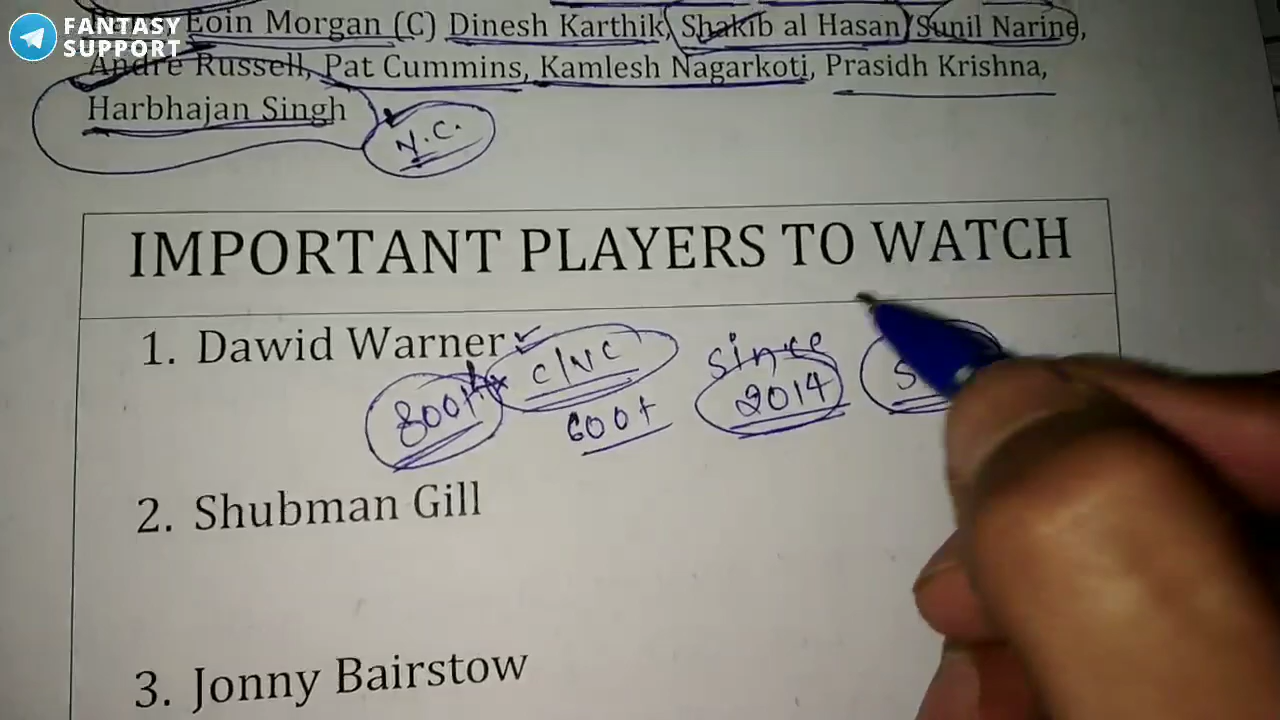 FANTASY
SUPPORT
Eoin Morgan (C) Dinesh Karthik, Shakib al Hasan, Sunil Narine,
Andre Russell, Pat Cummins, Kamlesh Nagarkoti, Prasidh Krishna,
Harbhajan Singh
N.C.
IMPORTANT PLAYERS TO WATCH
1. Dawid Warner
C/VC
since
800+
600+
2014
2. Shubman Gill
3. Jonny Bairstow